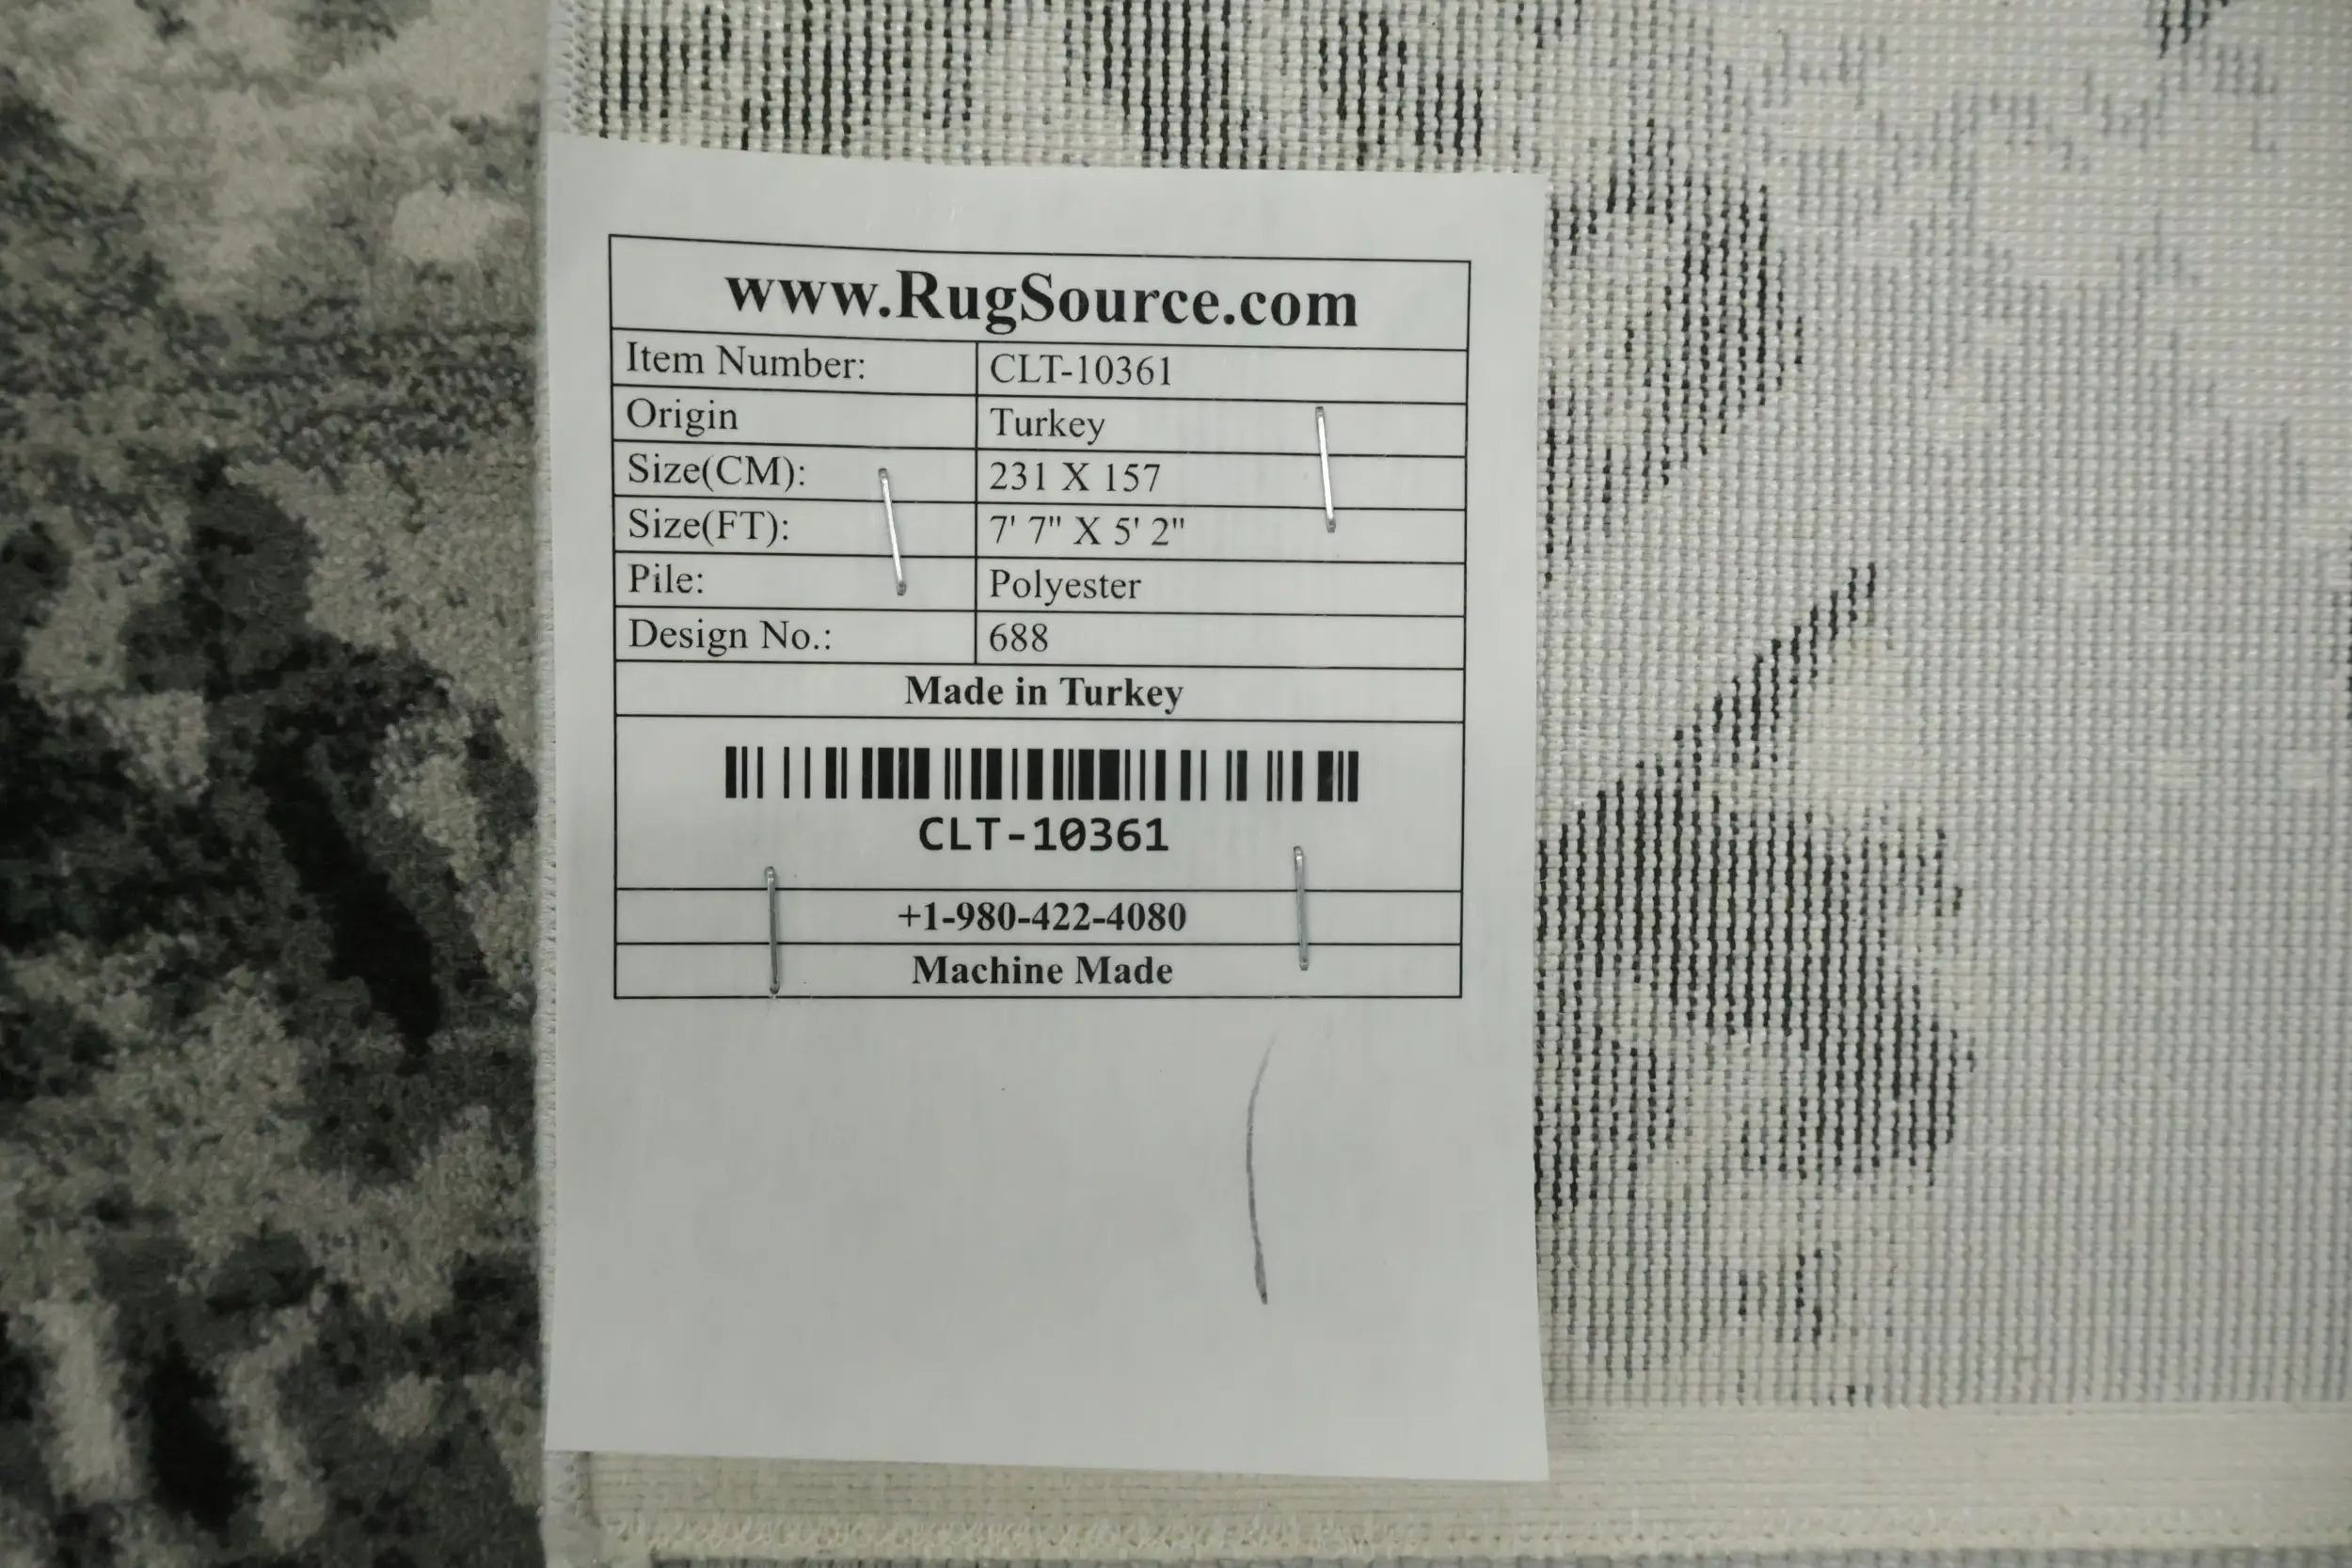 www.RugSource.com
Item Number: CLT-10361
Origin Turkey
Size(CM): 231 X 157
Size(FT): 7' 7" X 5' 2"
Pile: Polyester
Design No.: 688
Made in Turkey
CLT-10361
+1-980-422-4080
Machine Made